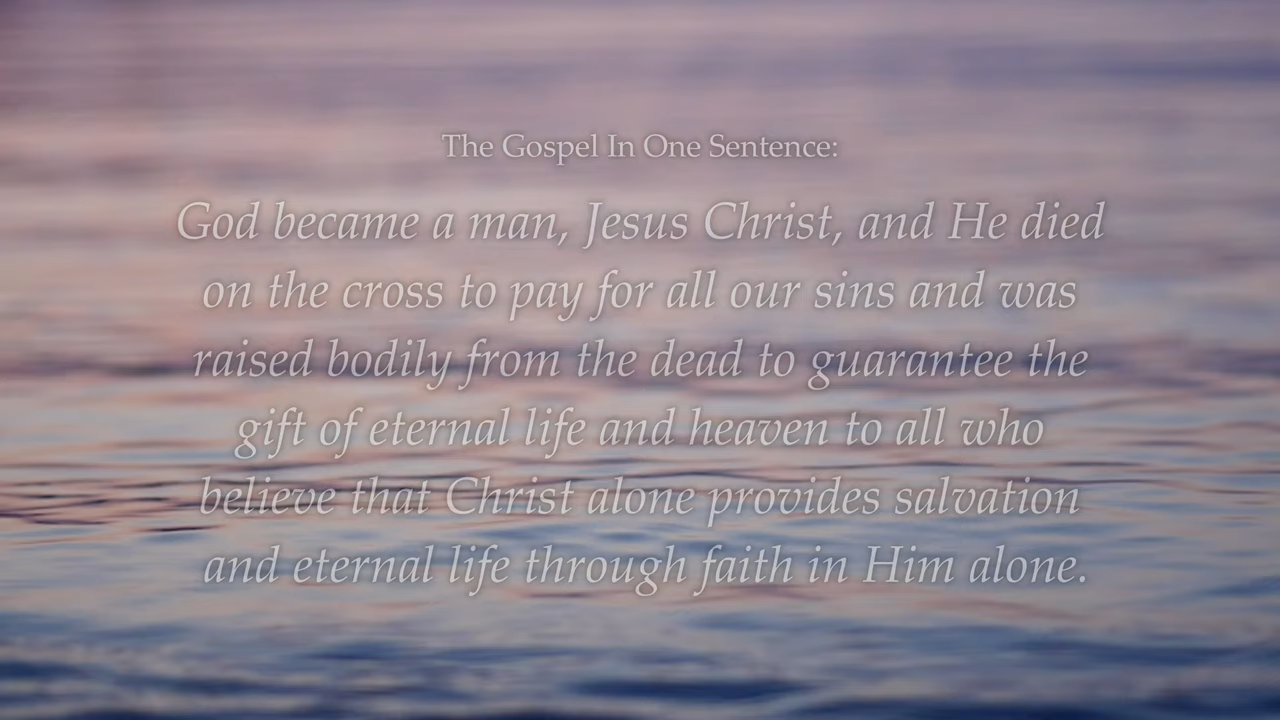 The Gospel In One Sentence:
God became a man, Jesus Christ, and He died
on the cross to pay for all our sins and was
raised bodily from the dead to guarantee the
gift of eternal life and heaven to all who
believe that Christ alone provides salvation
and eternal life through faith in Him alone.